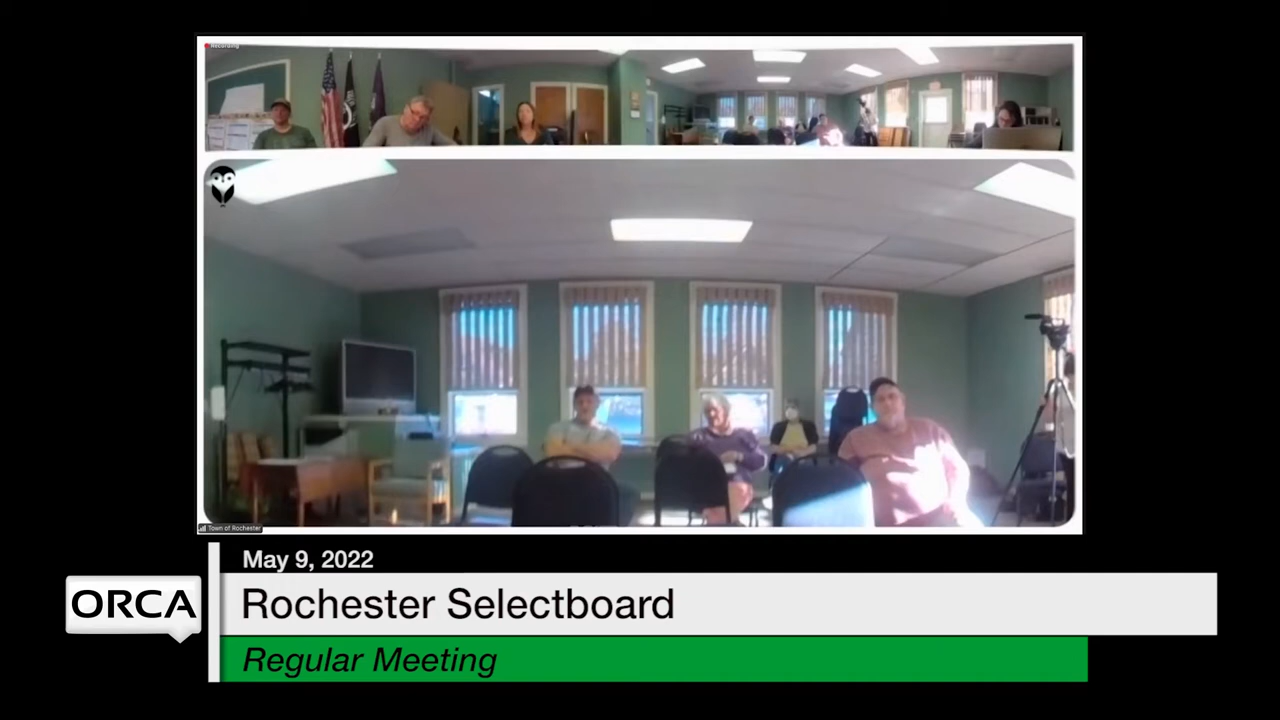 Recording
Town of Rochester
May 9, 2022
ORCA
Rochester Selectboard
Regular Meeting